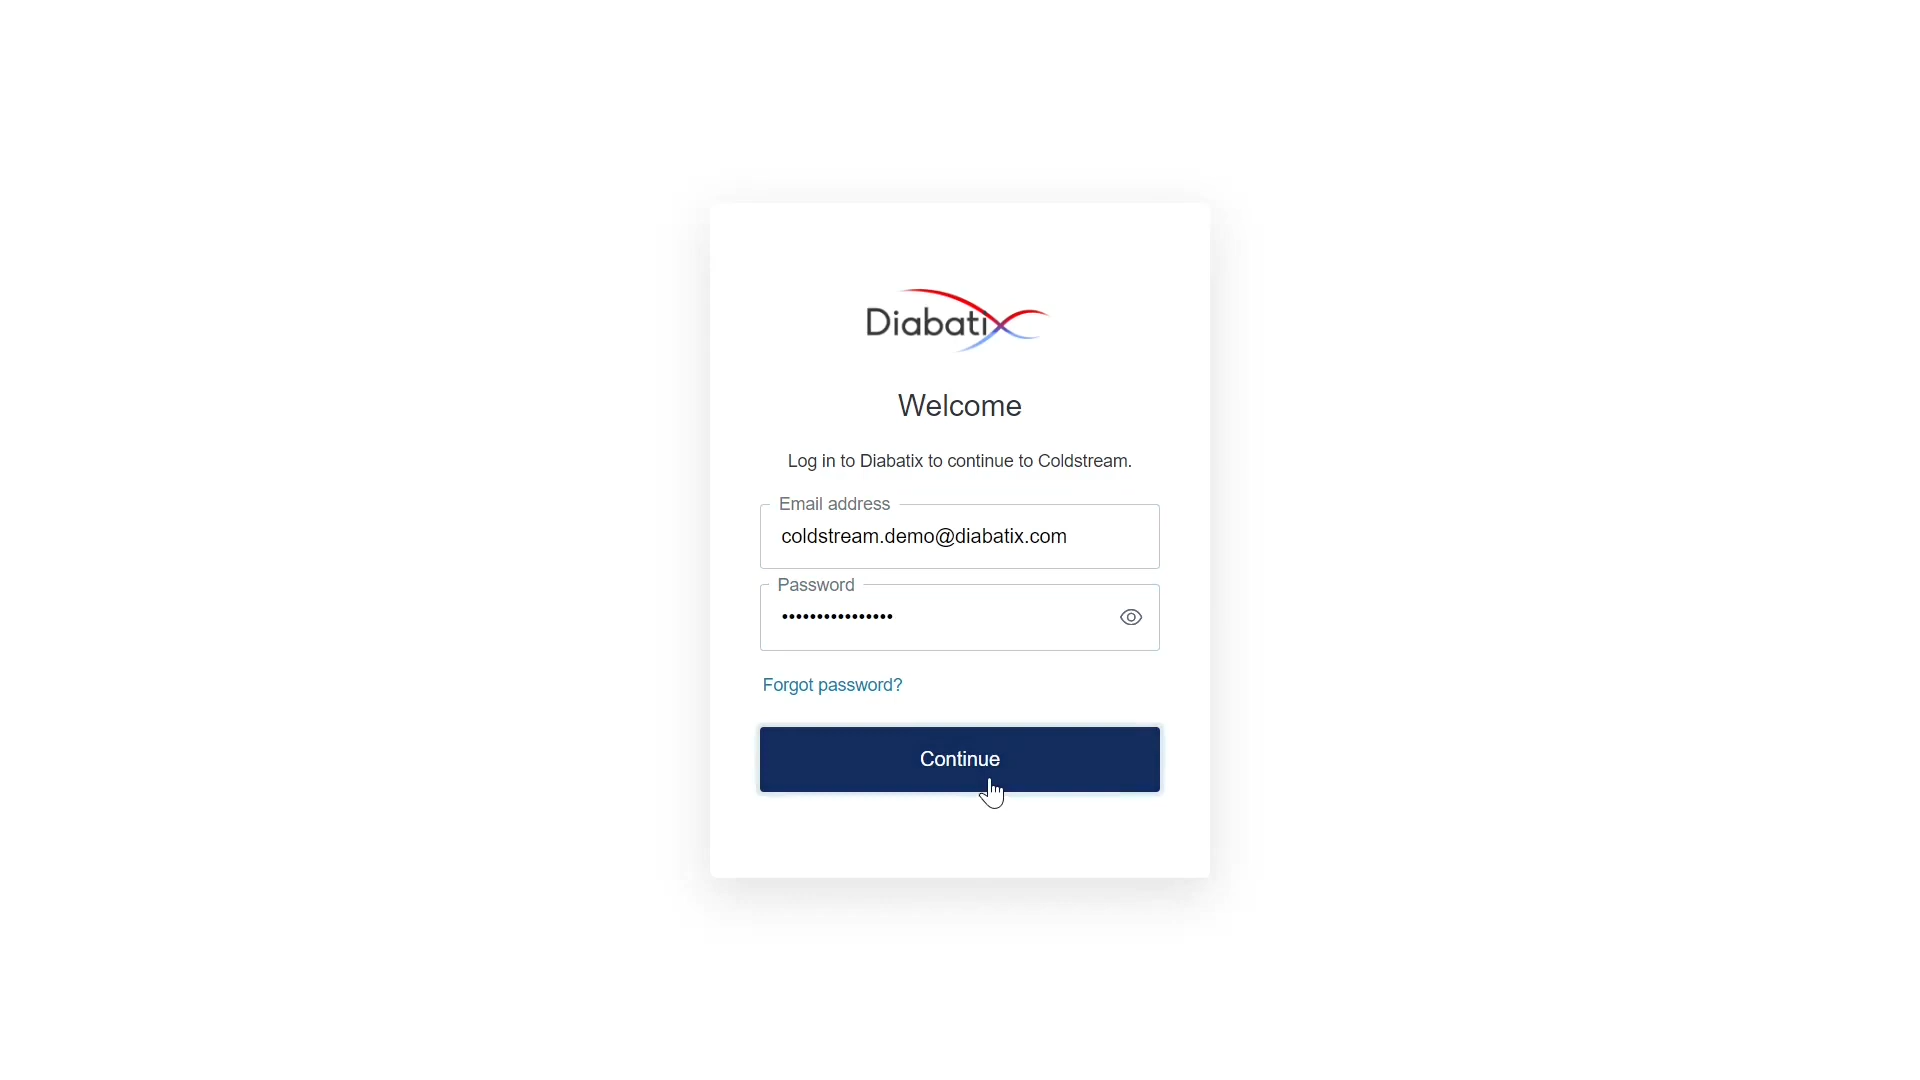 Diabatix
Welcome
Log in to Diabatix to continue to Coldstream.
Email address
coldstream.demo@diabatix.com
Password
••••••••••••••••
Forgot password?
Continue